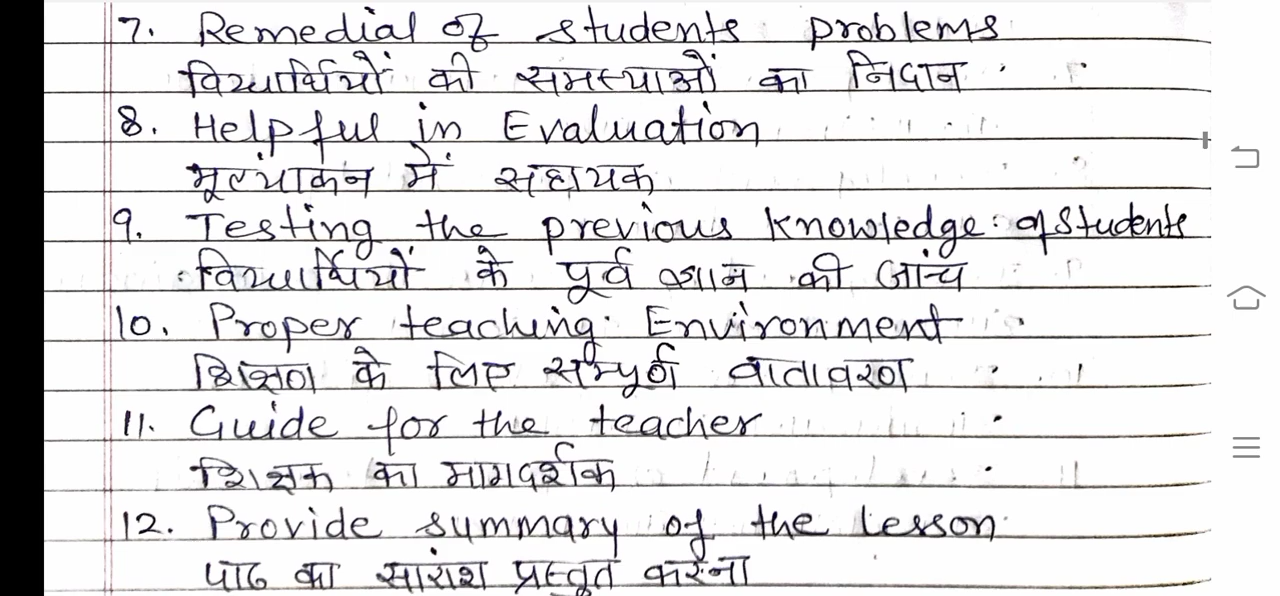 7. Remedial of students problems
विद्यार्थियों की समस्याओं का निदान
8. Helpful in Evaluation
मूल्यांकन में सहायक
9. Testing the previous knowledge of students
विद्यार्थियों के पूर्व ज्ञान की जांच
10. Proper teaching Environment
शिक्षण के लिए सम्पूर्ण वातावरण
11. Guide for the teacher
शिक्षक का मागदर्शक
12. Provide summary of the lesson
पाठ का सारांश प्रस्तुत करना